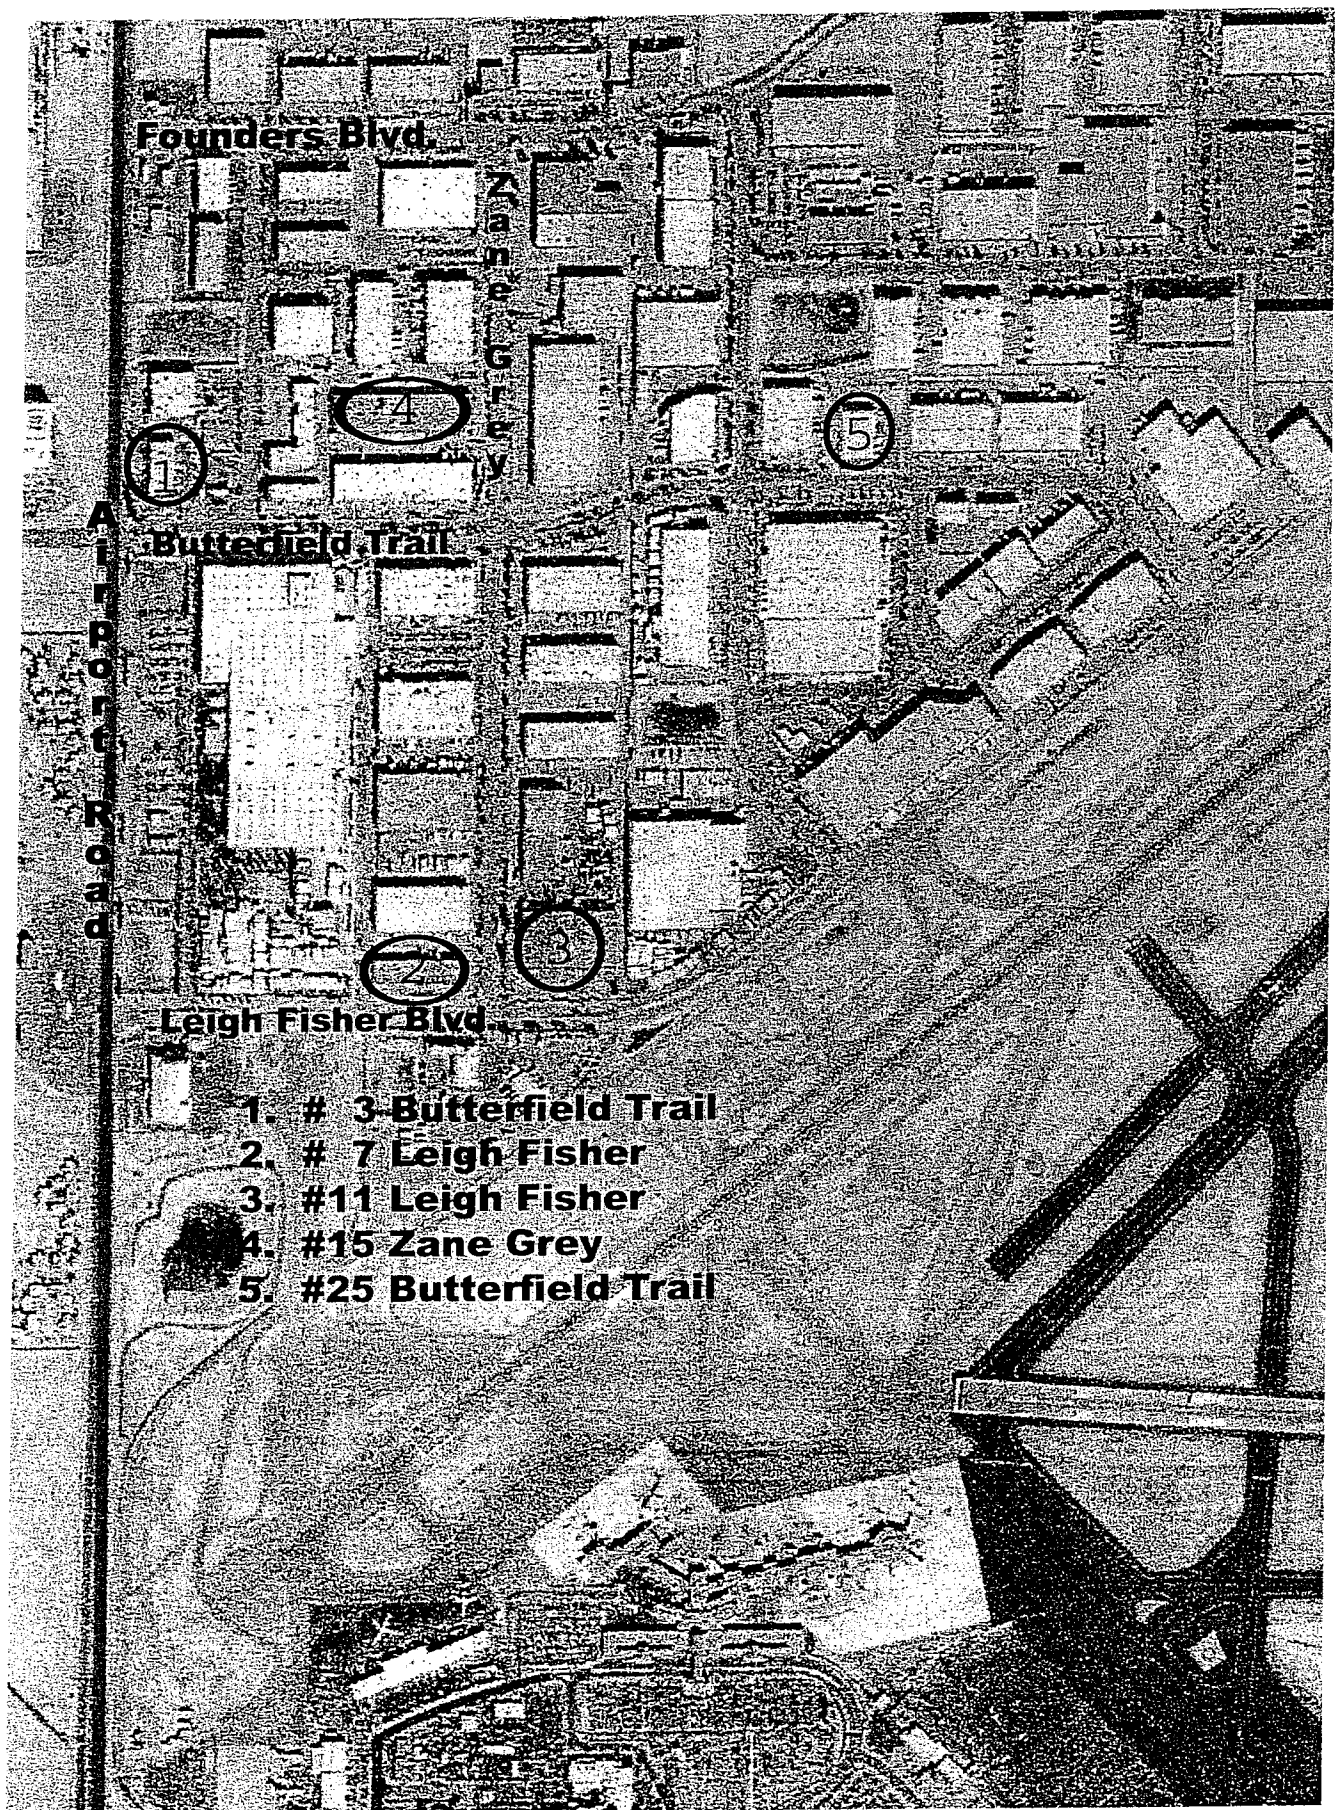 Founders Blvd.
Zane Grey
4
5
1
Airport Road
Butterfield Trail
3
2
Leigh Fisher Blvd.
1. # 3 Butterfield Trail
2. # 7 Leigh Fisher
3. #11 Leigh Fisher
4. #15 Zane Grey
5. #25 Butterfield Trail